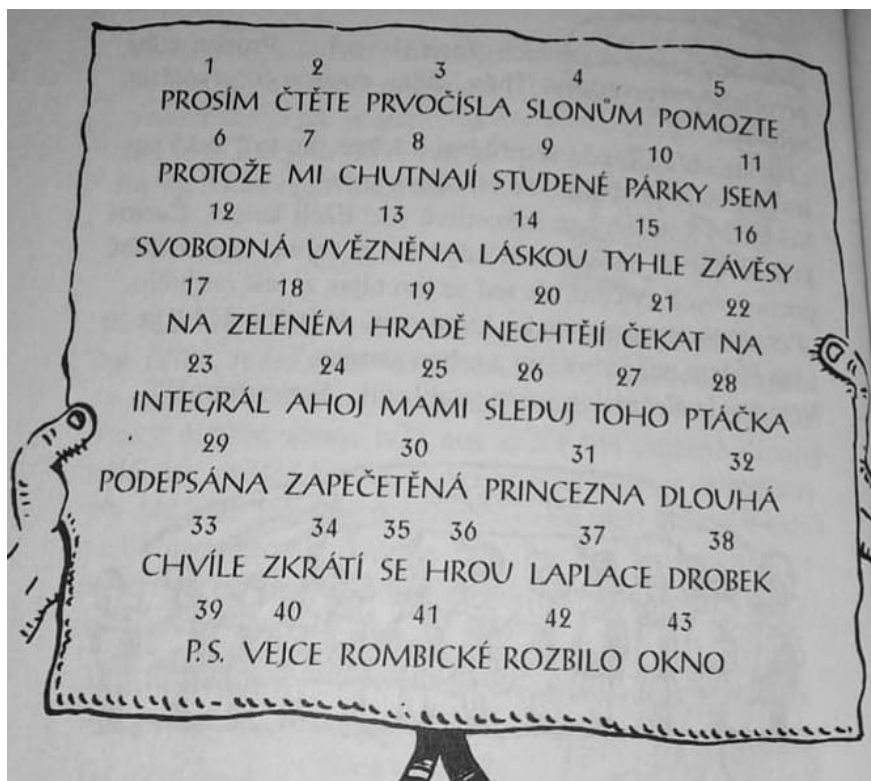 1 2 3 4 5
PROSÍM ČTĚTE PRVOČÍSLA SLONŮM POMOZTE
6 7 8 9 10 11
PROTOŽE MI CHUTNAJÍ STUDENÉ PÁRKY JSEM
12 13 14 15 16
SVOBODNÁ UVĚZNĚNA LÁSKOU TYHLE ZÁVĚSY
17 18 19 20 21 22
NA ZELENÉM HRADĚ NECHTĚJÍ ČEKAT NA
23 24 25 26 27 28
INTEGRÁL AHOJ MAMI SLEDUJ TOHO PTÁČKA
29 30 31 32
PODEPSÁNA ZAPEČETĚNÁ PRINCEZNA DLOUHÁ
33 34 35 36 37 38
CHVÍLE ZKRÁTÍ SE HROU LAPLACE DROBEK
39 40 41 42 43
P.S. VEJCE ROMBICKÉ ROZBILO OKNO